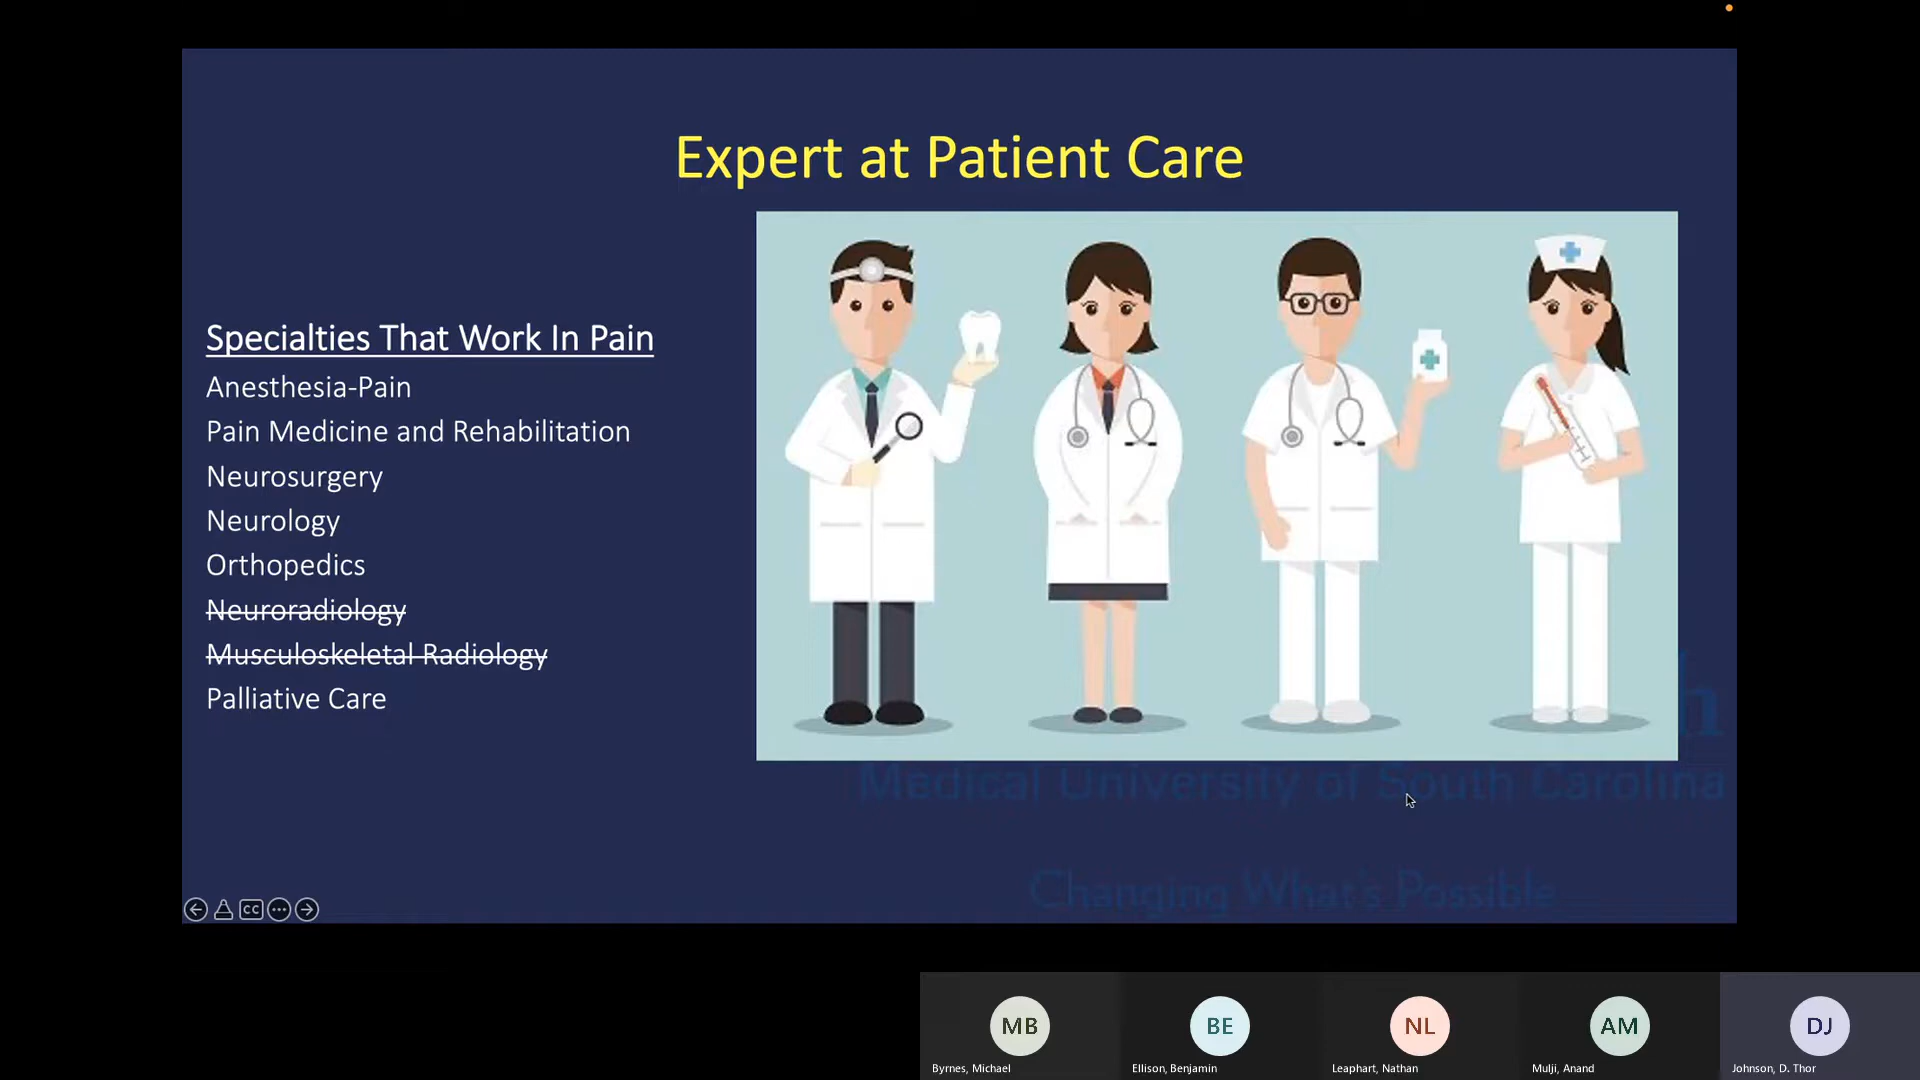 Expert at Patient Care
Specialties That Work In Pain
Anesthesia-Pain
Pain Medicine and Rehabilitation
Neurosurgery
Neurology
Orthopedics
Neuroradiology
Musculoskeletal Radiology
Palliative Care
h
Medical University of South Carolina
Changing What's Possible
CC
MB
BE
NL
AM
DJ
Byrnes, Michael
Ellison, Benjamin
Leaphart, Nathan
Mulji, Anand
Johnson, D. Thor